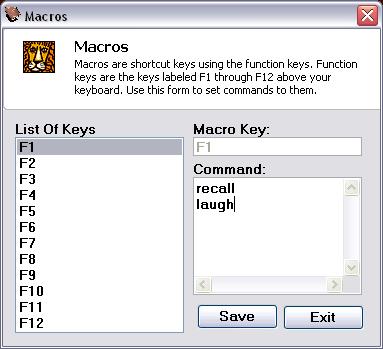 Macros
Macros
Macros are shortcut keys using the function keys. Function
keys are the keys labeled F1 through F12 above your
keyboard. Use this form to set commands to them.
List Of Keys
F1
F2
F3
F4
F5
F6
F7
F8
F9
F10
F11
F12
Macro Key:
F1
Command:
recall
laugh
Save
Exit